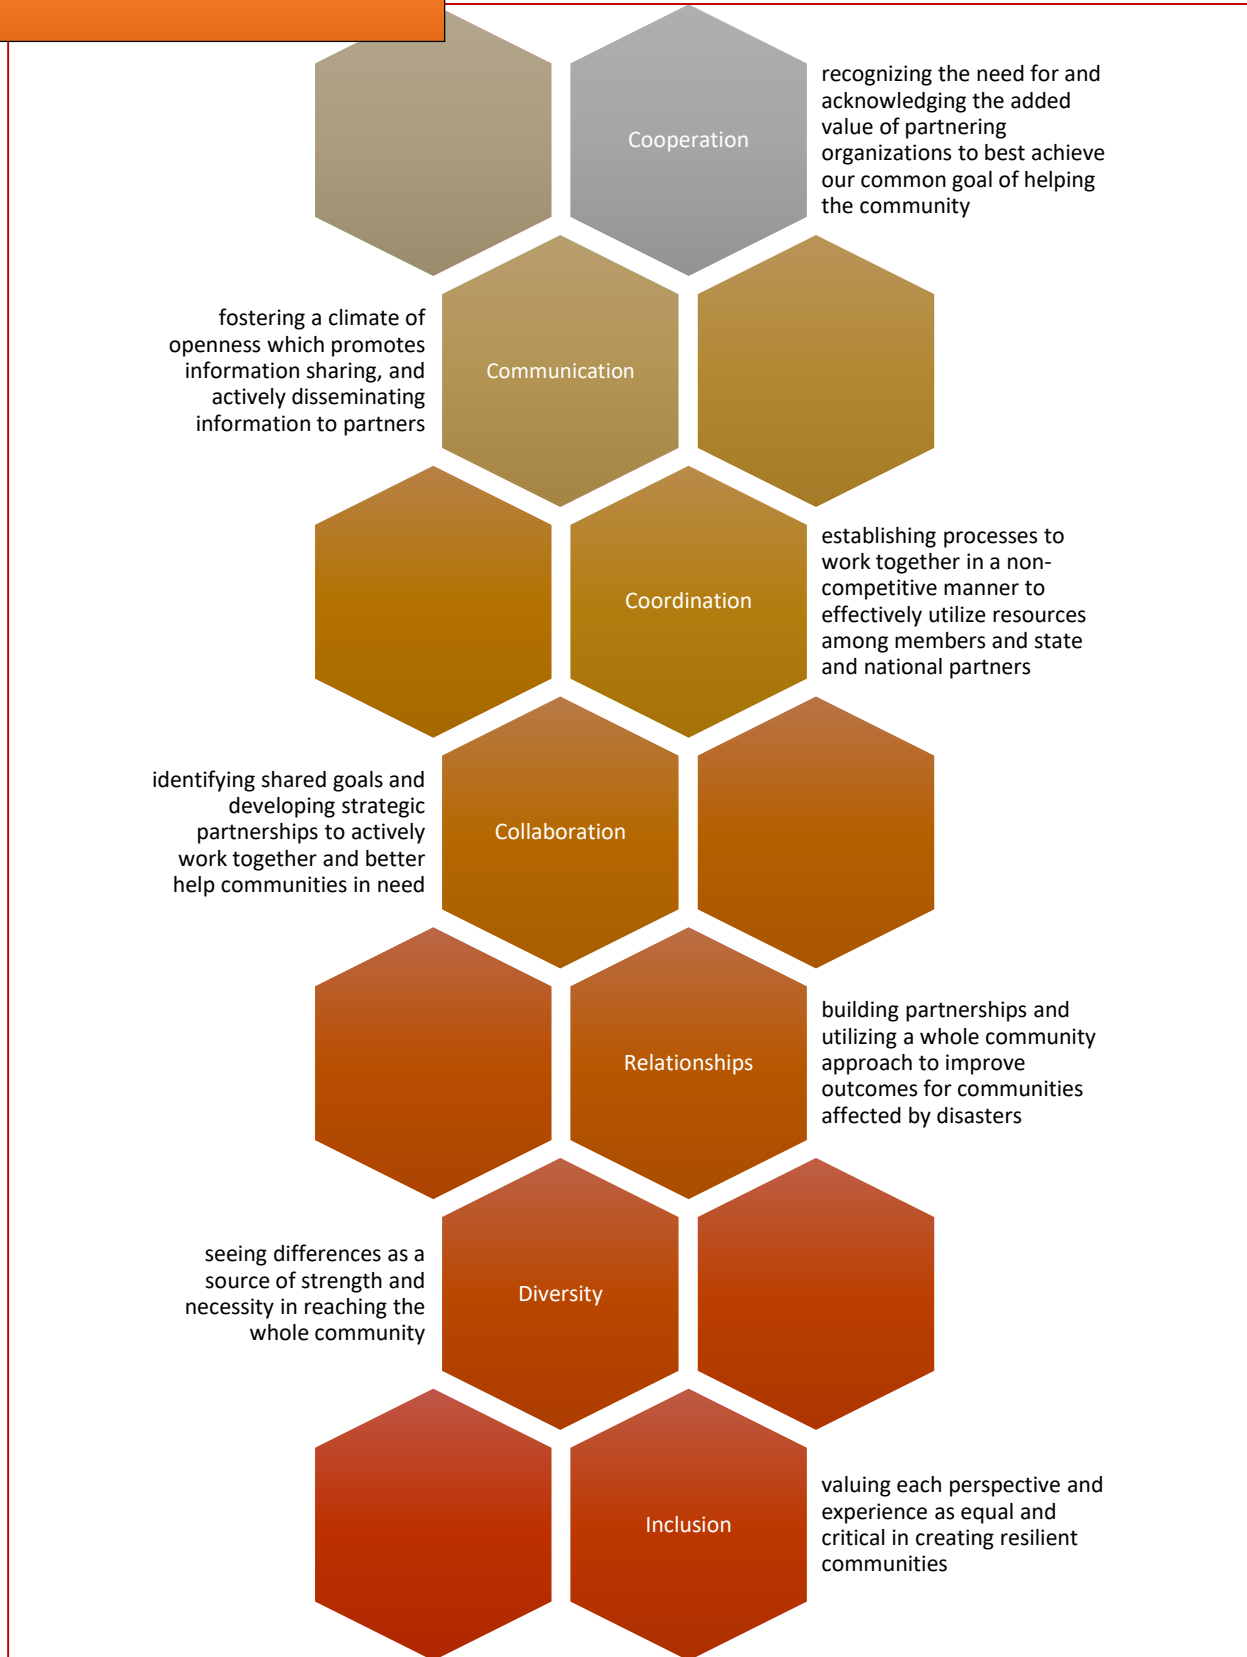 Cooperation
recognizing the need for and
acknowledging the added
value of partnering
organizations to best achieve
our common goal of helping
the community
Communication
fostering a climate of
openness which promotes
information sharing, and
actively disseminating
information to partners
Coordination
establishing processes to
work together in a non-
competitive manner to
effectively utilize resources
among members and state
and national partners
Collaboration
identifying shared goals and
developing strategic
partnerships to actively
work together and better
help communities in need
Relationships
building partnerships and
utilizing a whole community
approach to improve
outcomes for communities
affected by disasters
Diversity
seeing differences as a
source of strength and
necessity in reaching the
whole community
Inclusion
valuing each perspective and
experience as equal and
critical in creating resilient
communities